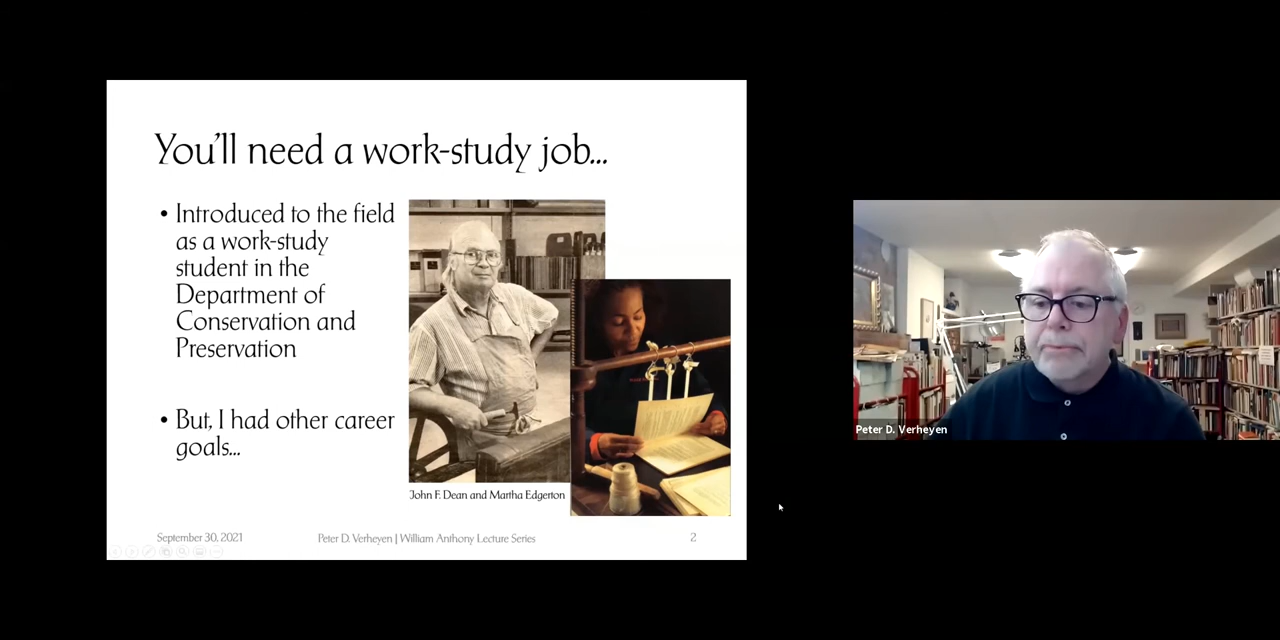 You'll need a work-study job...
• Introduced to the field
as a work-study
student in the
Department of
Conservation and
Preservation
• But, I had other career
goals...
John F. Dean and Martha Edgerton
September 30, 2021
Peter D. Verheyen | William Anthony Lecture Series
2
Peter D. Verheyen